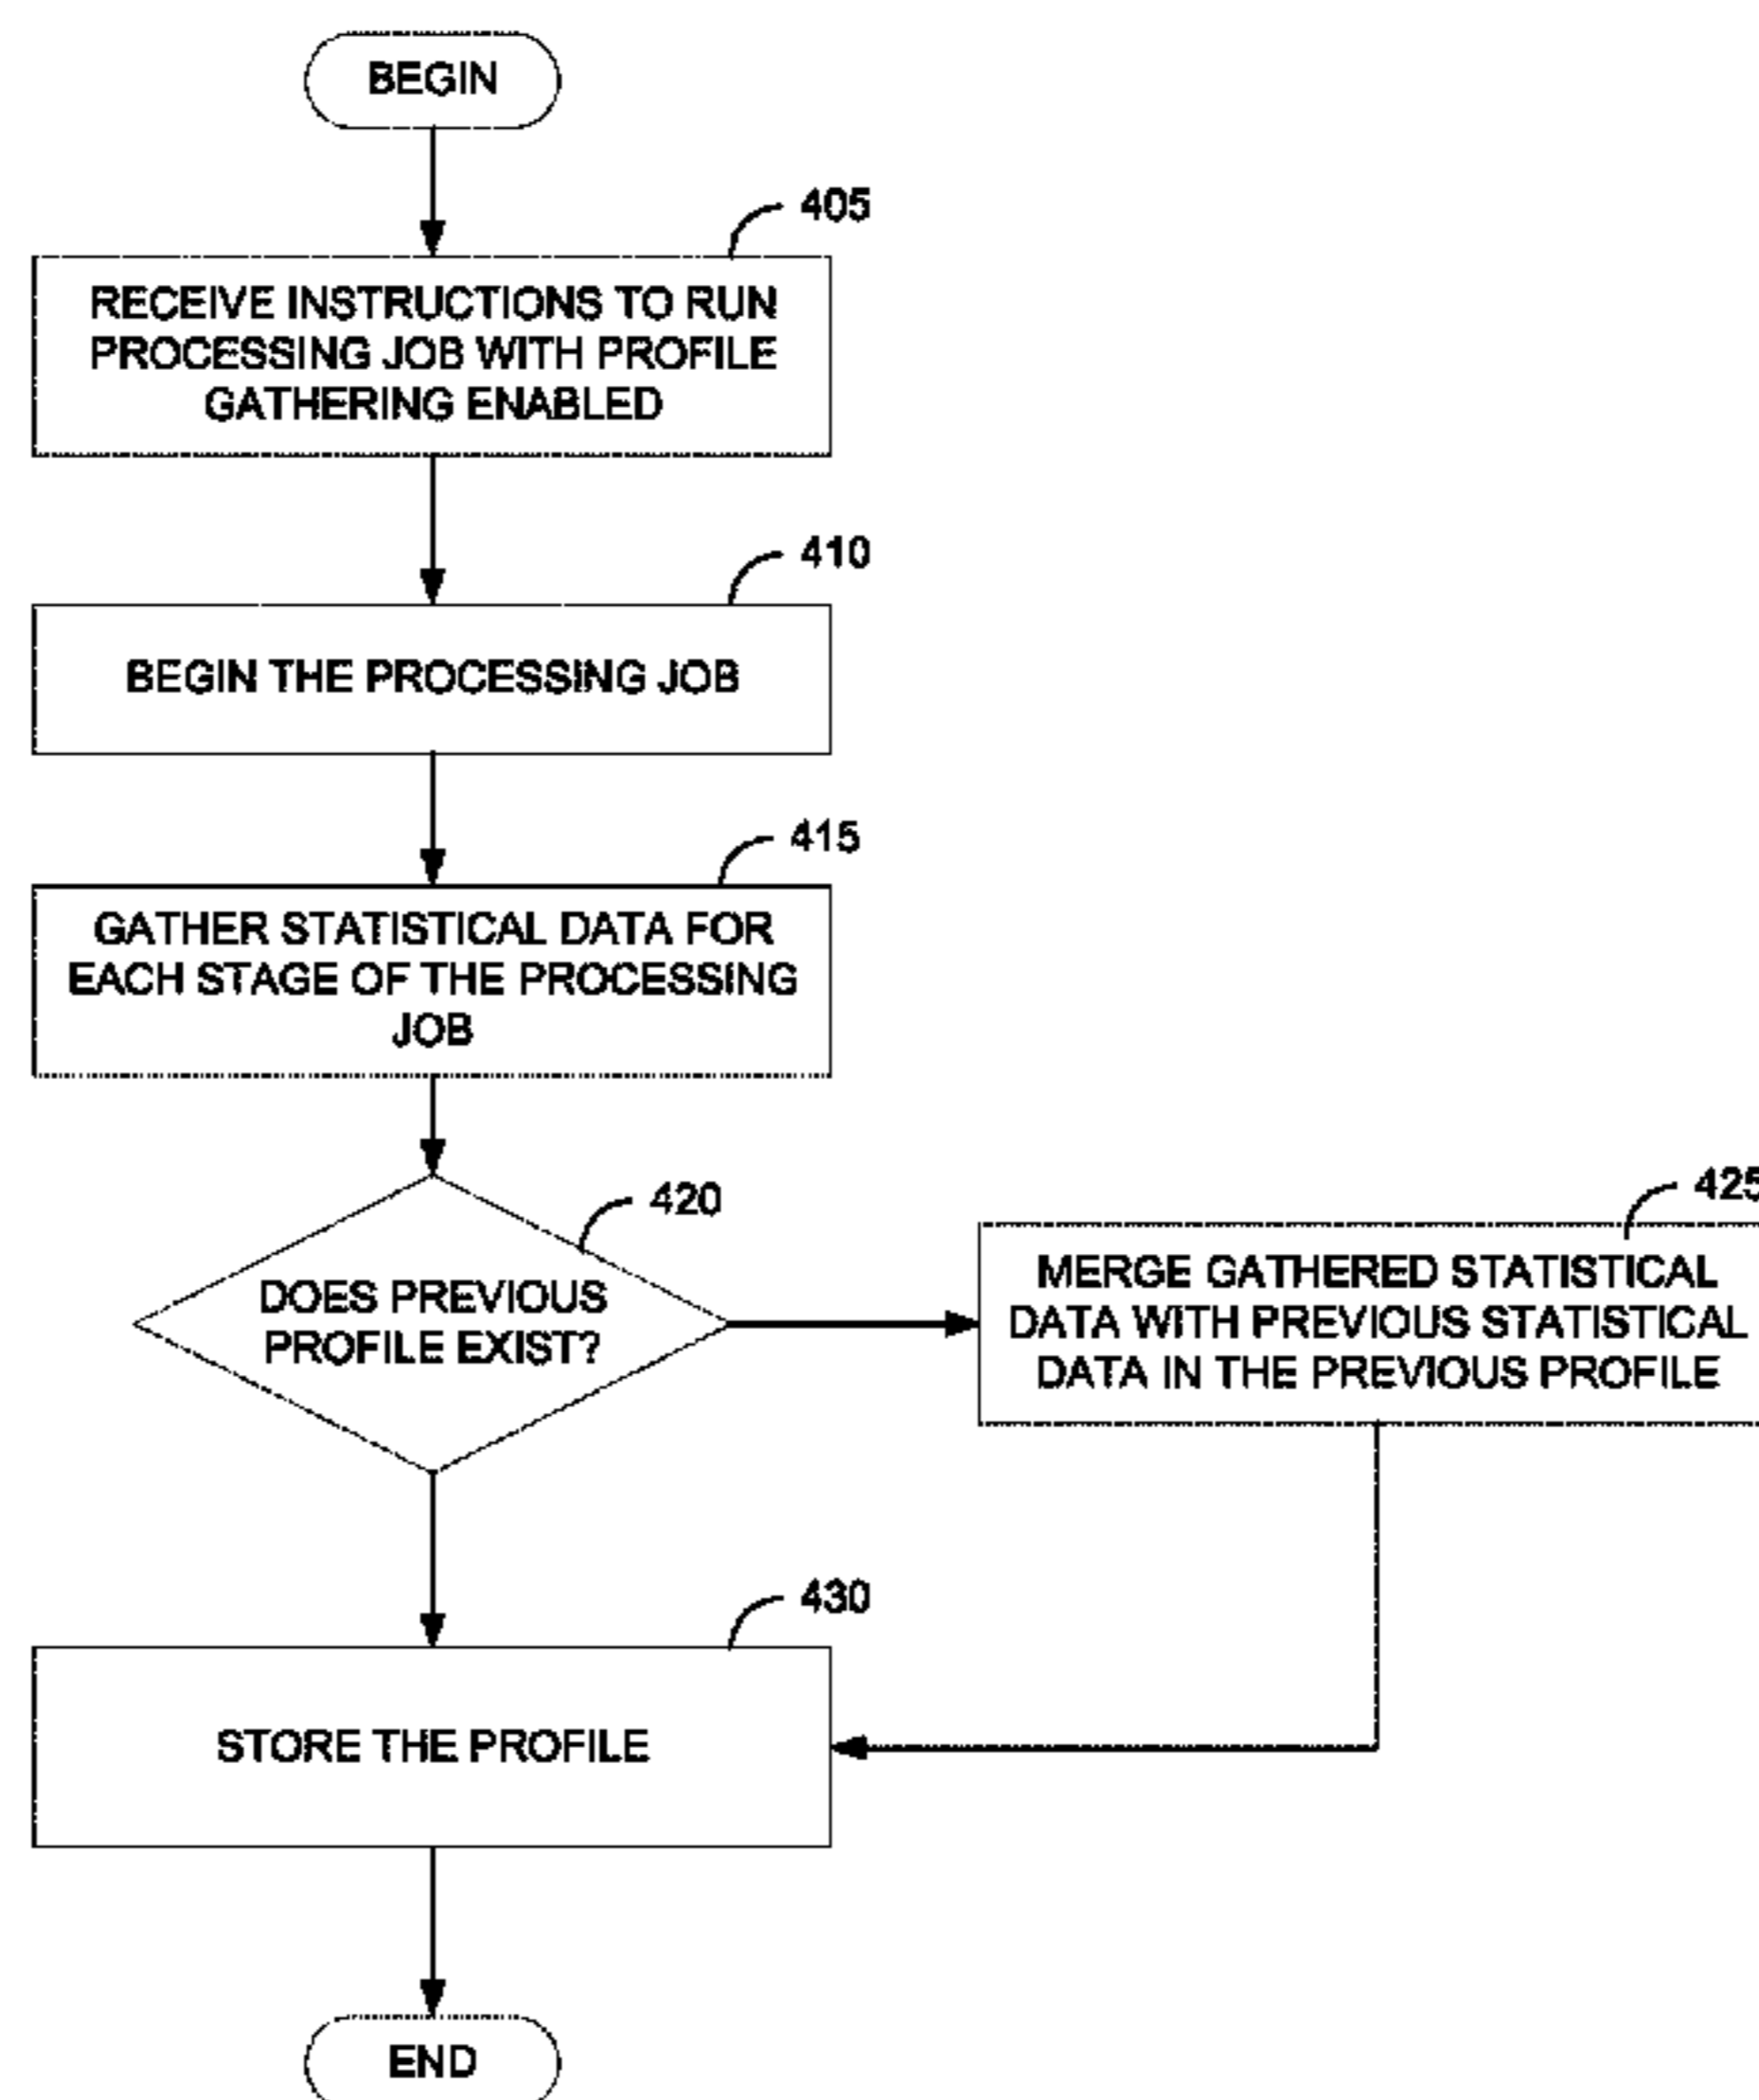 BEGIN
405
RECEIVE INSTRUCTIONS TO RUN
PROCESSING JOB WITH PROFILE
GATHERING ENABLED
410
BEGIN THE PROCESSING JOB
415
GATHER STATISTICAL DATA FOR
EACH STAGE OF THE PROCESSING
JOB
420
DOES PREVIOUS
PROFILE EXIST?
425
MERGE GATHERED STATISTICAL
DATA WITH PREVIOUS STATISTICAL
DATA IN THE PREVIOUS PROFILE
430
STORE THE PROFILE
END